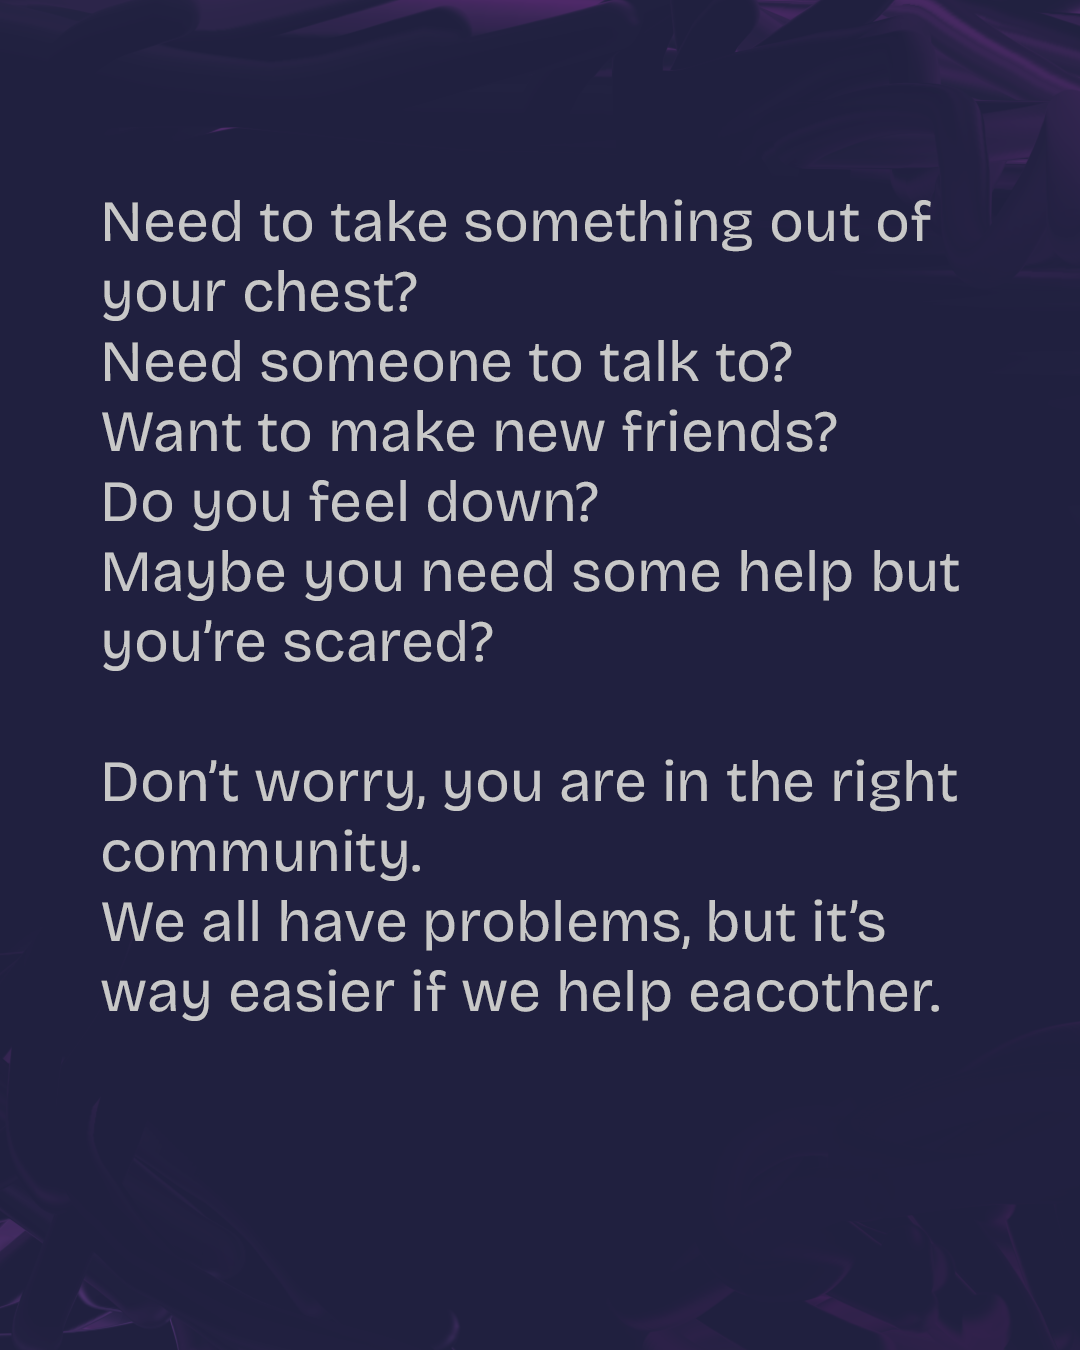 Need to take something out of
your chest?
Need someone to talk to?
Want to make new friends?
Do you feel down?
Maybe you need some help but
you’re scared?
Don’t worry, you are in the right
community.
We all have problems, but it’s
way easier if we help eacother.